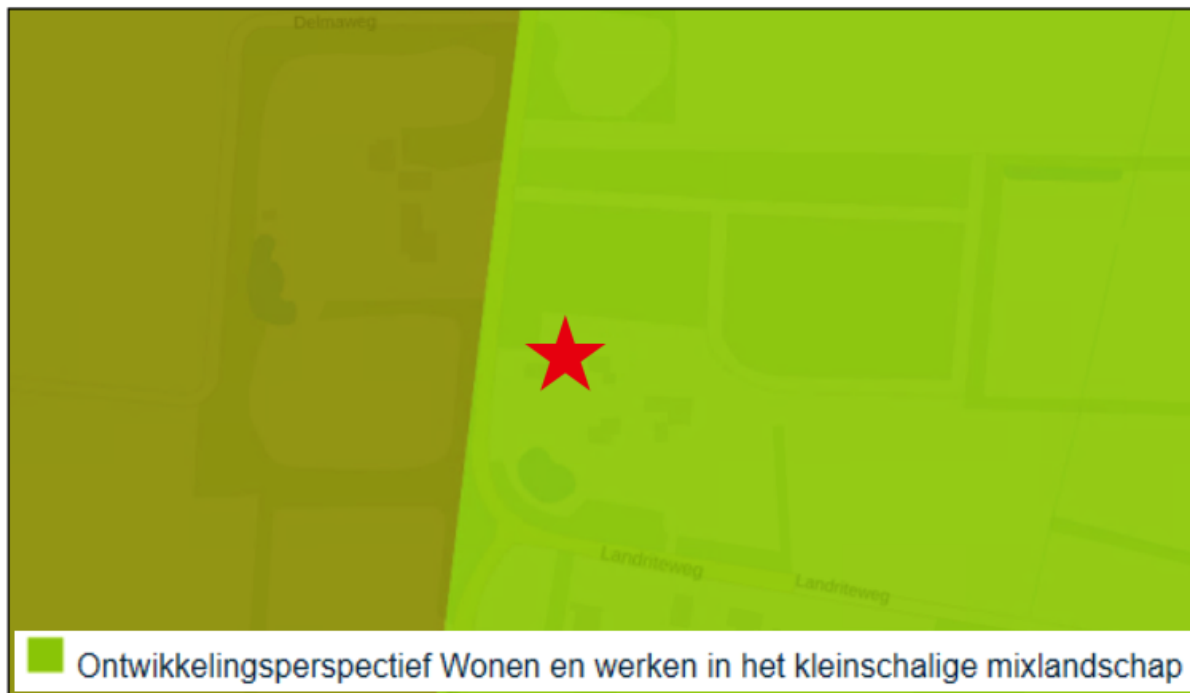 Delmaweg
Landriteweg
Landriteweg
Ontwikkelingsperspectief Wonen en werken in het kleinschalige mixlandschap